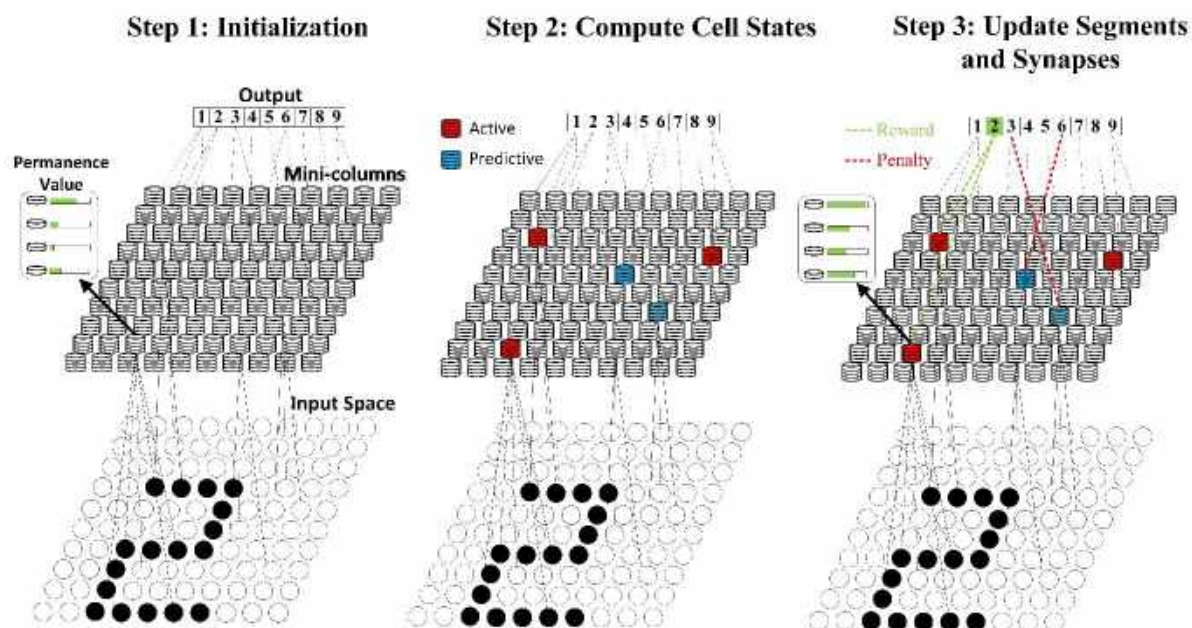 Step 1: Initialization
Output
1 2 3 4 5 6 7 8 9
Permanence
Value
Mini-columns
Input Space
Step 2: Compute Cell States
1 2 3 4 5 6 7 8 9
Active
Predictive
Step 3: Update Segments
and Synapses
1 2 3 4 5 6 7 8 9
Reward
Penalty